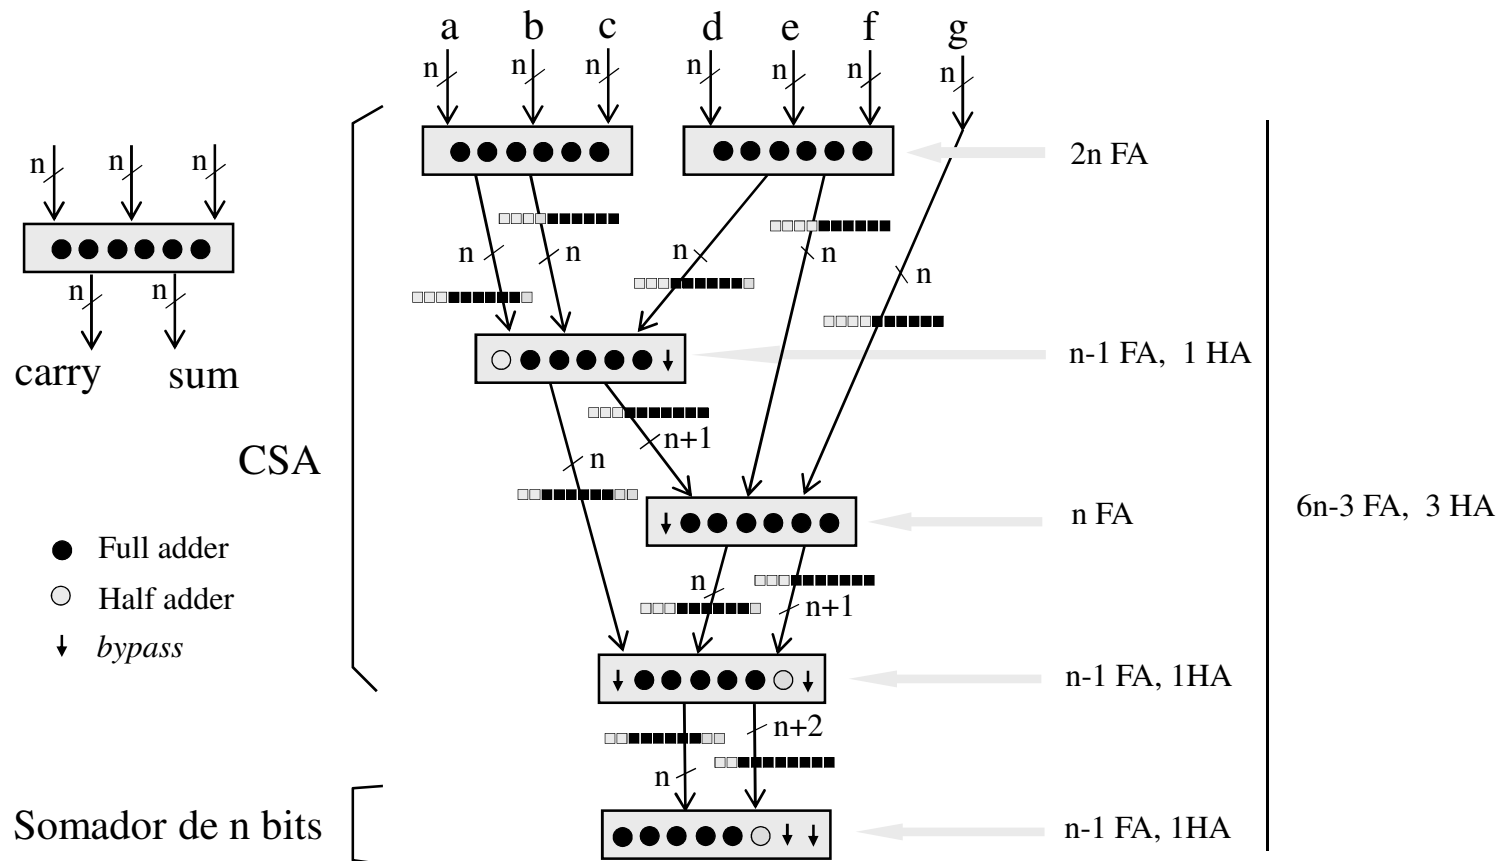 a b c d e f g
n n n n n n n
2n FA
n n n
n n n n n
n n
carry sum
n-1 FA, 1 HA
n+1
n
CSA
n FA
6n-3 FA, 3 HA
Full adder
Half adder
bypass
n
n+1
n-1 FA, 1HA
n+2
n
Somador de n bits
n-1 FA, 1HA